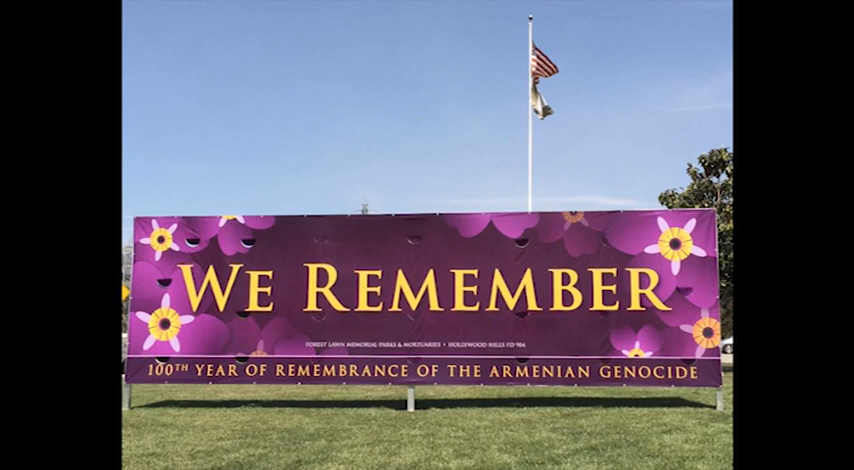 WE REMEMBER
FOREST LAWN MEMORIAL-PARKS & MORTUARIES • HOLLYWOOD HILLS FD 904
100TH YEAR OF REMEMBRANCE OF THE ARMENIAN GENOCIDE